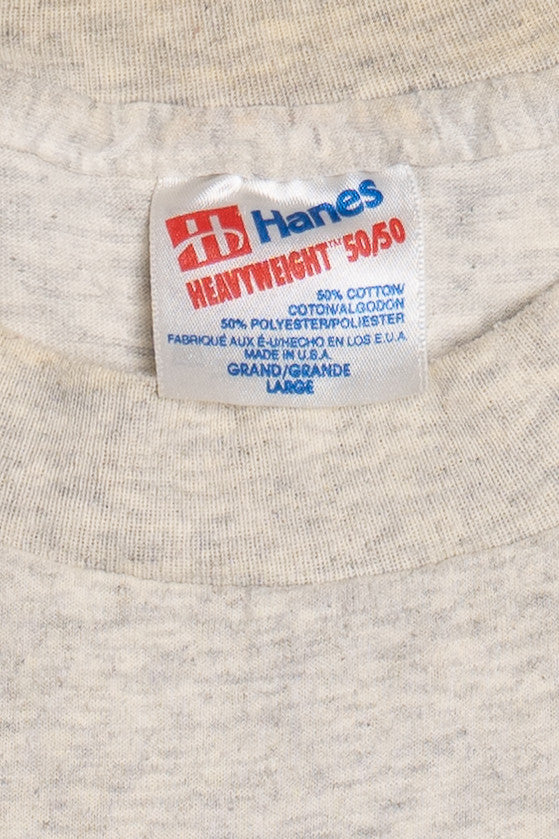 H Hanes
HEAVYWEIGHT™ 50/50
50% COTTON/
COTON/ALGODON
50% POLYESTER/POLIESTER
FABRIQUÉ AUX É-U/HECHO EN LOS E.U.A.
MADE IN U.S.A.
GRAND/GRANDE
LARGE